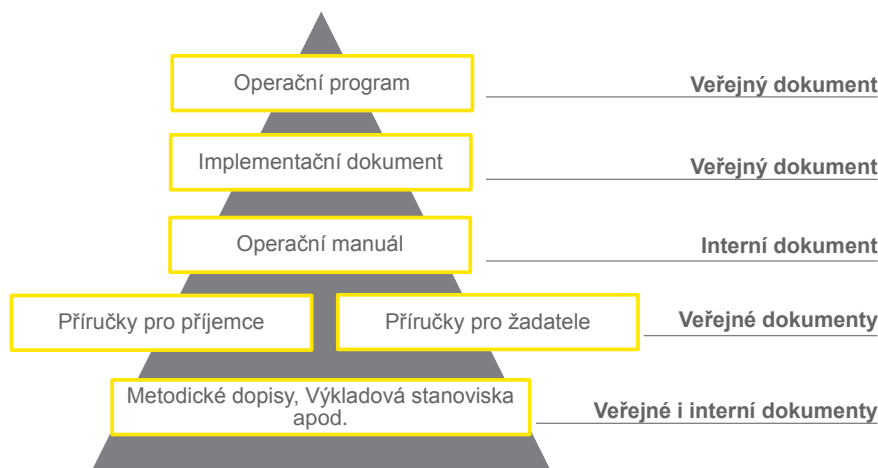 Operační program
Veřejný dokument
Implementační dokument
Veřejný dokument
Operační manuál
Interní dokument
Příručky pro příjemce
Příručky pro žadatele
Veřejné dokumenty
Metodické dopisy, Výkladová stanoviska
apod.
Veřejné i interní dokumenty